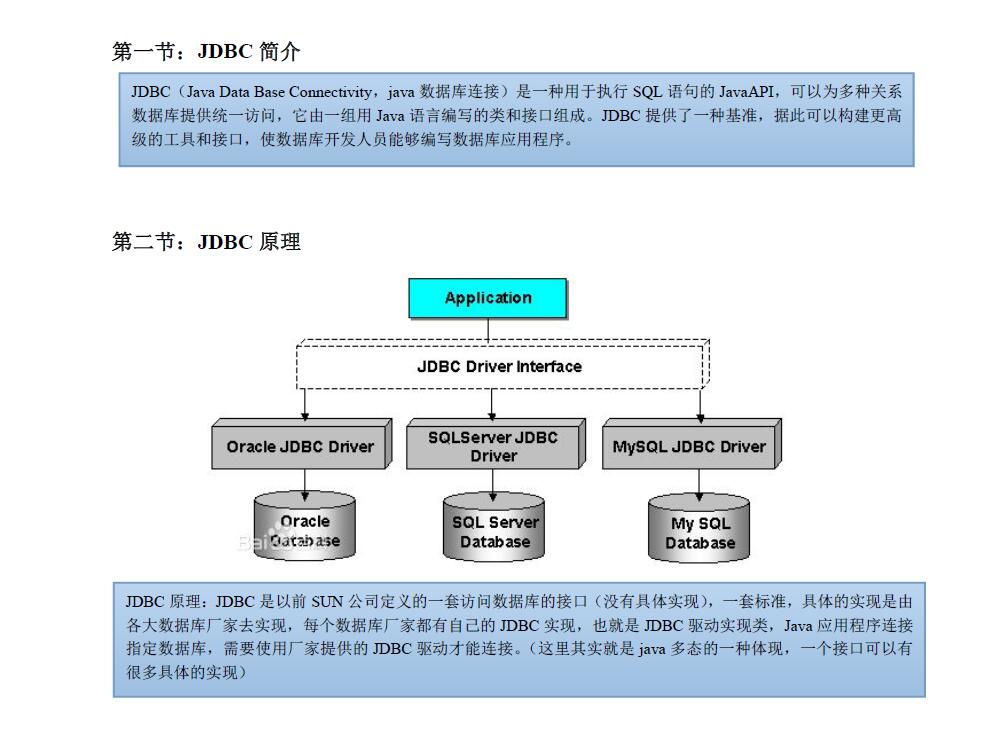 第一节：JDBC 简介
JDBC（Java Data Base Connectivity，java 数据库连接）是一种用于执行 SQL 语句的 JavaAPI，可以为多种关系
数据库提供统一访问，它由一组用 Java 语言编写的类和接口组成。JDBC 提供了一种基准，据此可以构建更高
级的工具和接口，使数据库开发人员能够编写数据库应用程序。
第二节：JDBC 原理
Application
JDBC Driver Interface
Oracle JDBC Driver
SQLServer JDBC
Driver
MySQL JDBC Driver
Oracle
Database
SQL Server
Database
My SQL
Database
JDBC 原理：JDBC 是以前 SUN 公司定义的一套访问数据库的接口（没有具体实现），一套标准，具体的实现是由
各大数据库厂家去实现，每个数据库厂家都有自己的 JDBC 实现，也就是 JDBC 驱动实现类，Java 应用程序连接
指定数据库，需要使用厂家提供的 JDBC 驱动才能连接。（这里其实就是 java 多态的一种体现，一个接口可以有
很多具体的实现）